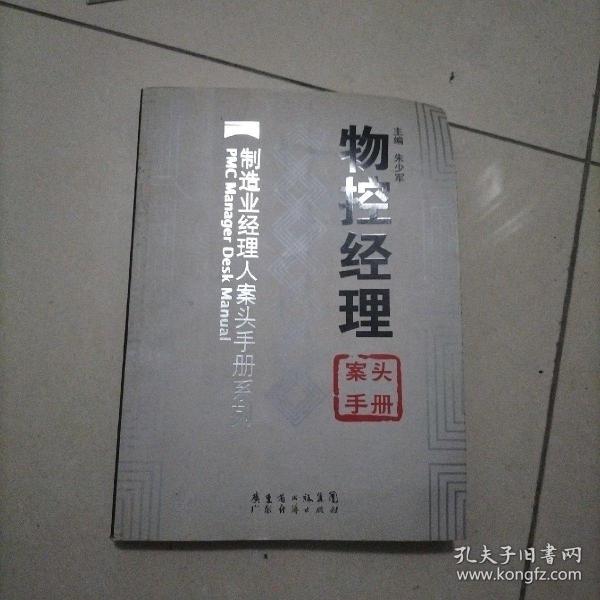 主编 朱少军
物控经理
案头
手册
制造业经理人案头手册系列
PMC Manager Desk Manual
广东省出版集团
广东经济出版社
孔夫子旧书网
www.kongfz.com